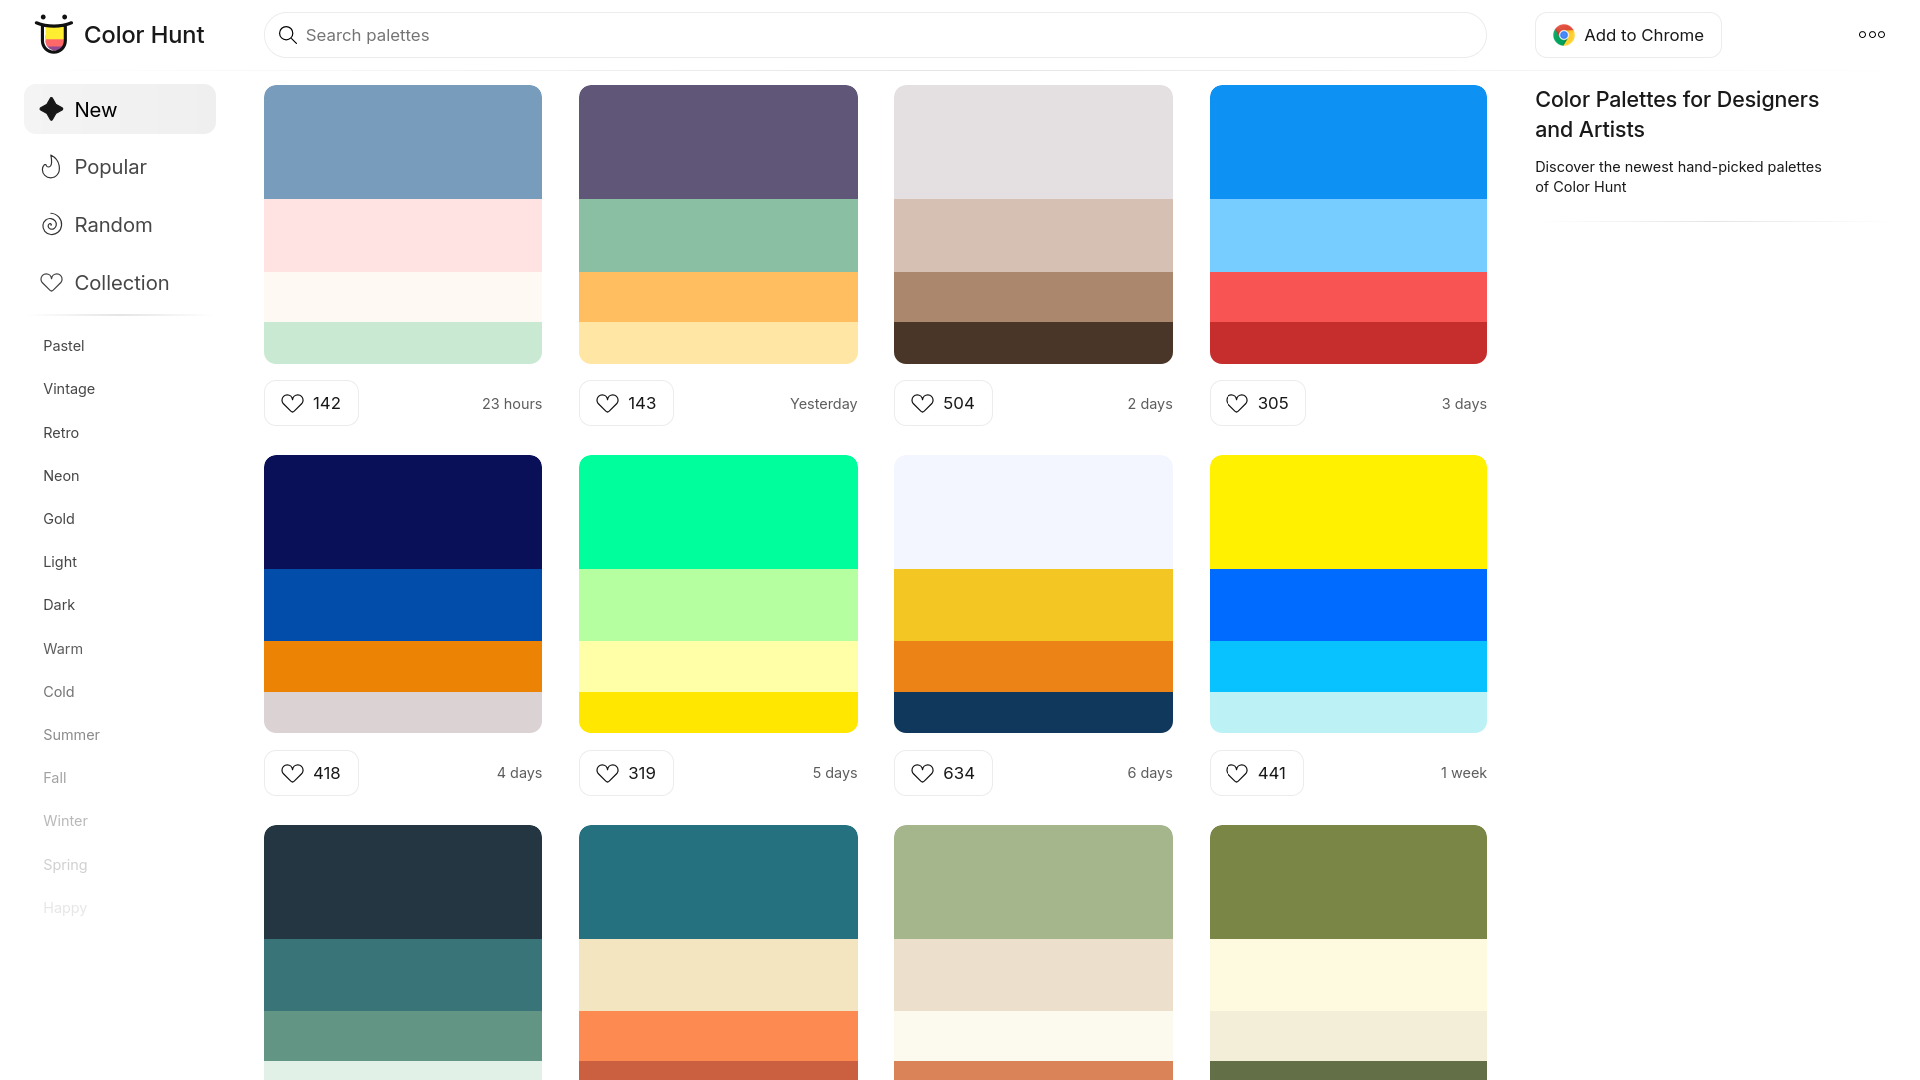 Color Hunt
Search palettes
Add to Chrome
New
Popular
Random
Collection
Pastel
Vintage
Retro
Neon
Gold
Light
Dark
Warm
Cold
Summer
Fall
Winter
Spring
Happy
142
23 hours
143
Yesterday
504
2 days
305
3 days
418
4 days
319
5 days
634
6 days
441
1 week
Color Palettes for Designers
and Artists
Discover the newest hand-picked palettes
of Color Hunt